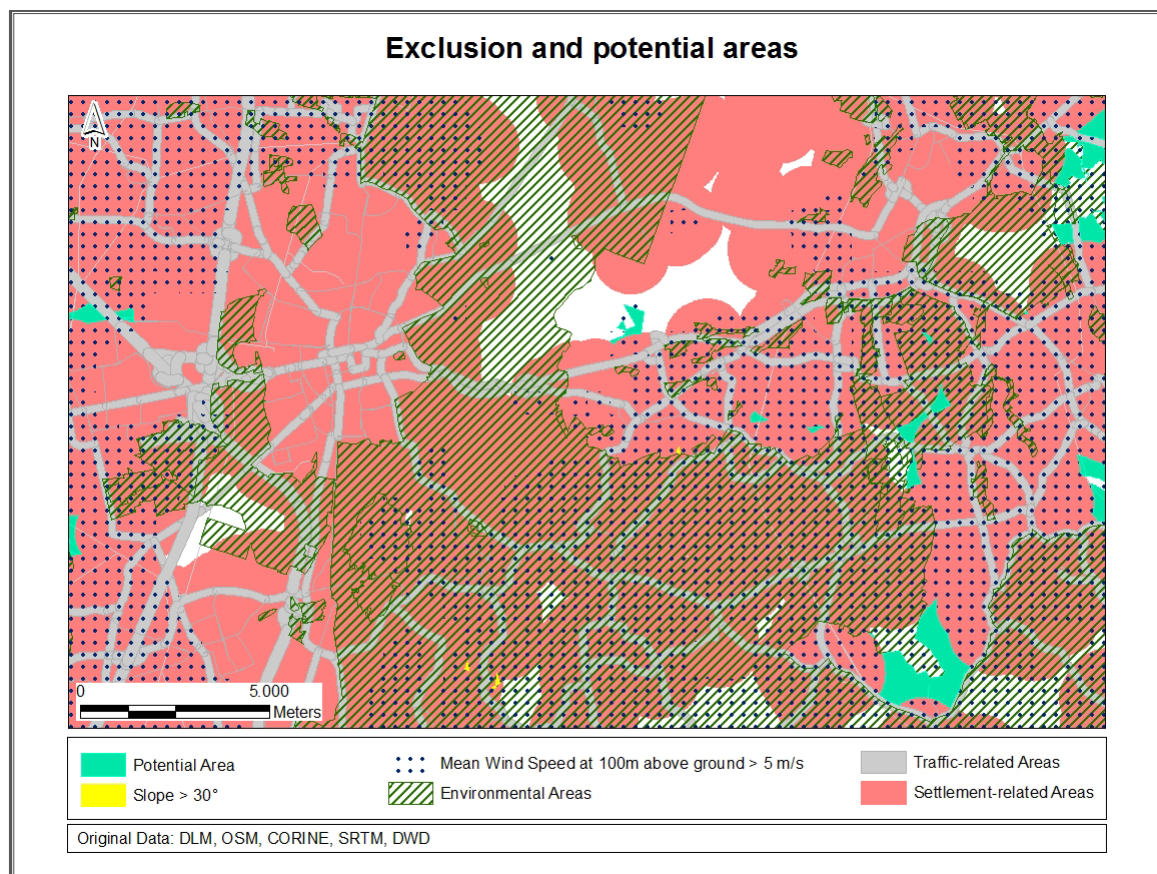 Exclusion and potential areas
N
0 5.000
Meters
Potential Area
Slope > 30°
Mean Wind Speed at 100m above ground > 5 m/s
Environmental Areas
Traffic-related Areas
Settlement-related Areas
Original Data: DLM, OSM, CORINE, SRTM, DWD